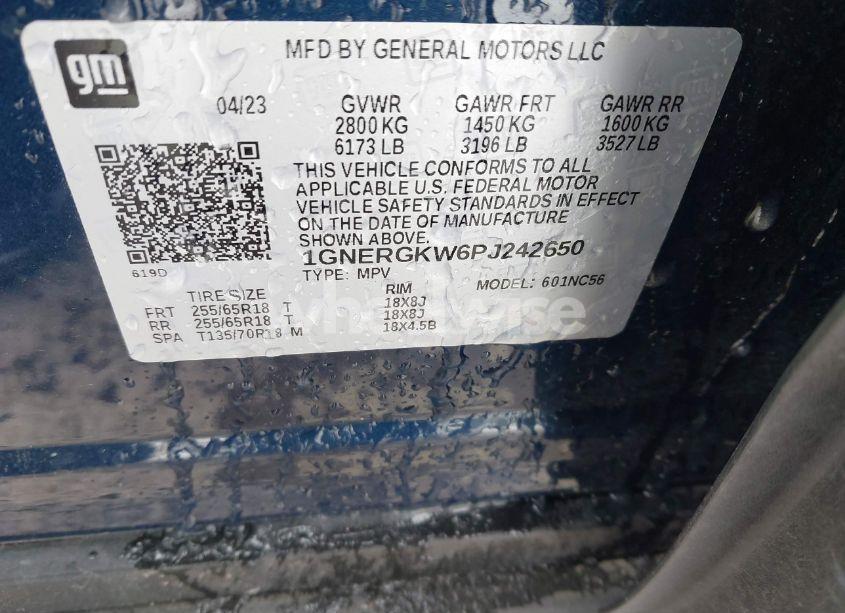 gm
MFD BY GENERAL MOTORS LLC
04/23 GVWR GAWR FRT GAWR RR
2800 KG 1450 KG 1600 KG
6173 LB 3196 LB 3527 LB
THIS VEHICLE CONFORMS TO ALL
APPLICABLE U.S. FEDERAL MOTOR
VEHICLE SAFETY STANDARDS IN EFFECT
ON THE DATE OF MANUFACTURE
SHOWN ABOVE.
1GNERGKW6PJ242650
619D
TYPE: MPV MODEL: 601NC56
TIRE SIZE RIM
FRT 255/65R18 T 18X8J
RR 255/65R18 T 18X8J
SPA T135/70R18 M 18X4.5B